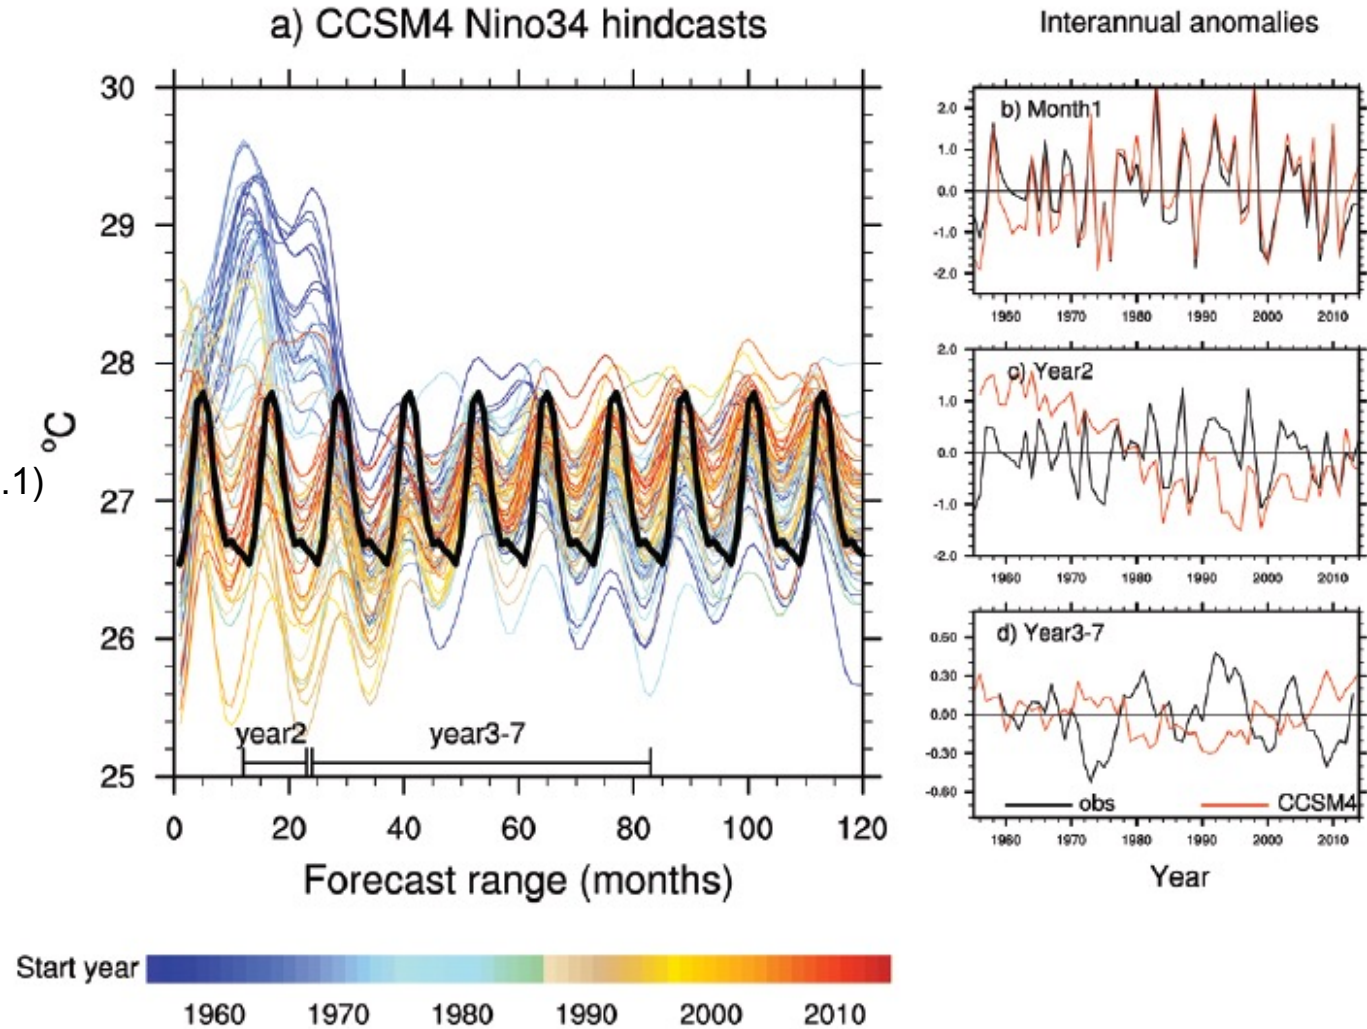 a) CCSM4 Nino34 hindcasts
30
29
28
27
26
25
ºC
.1)
year2
year3-7
0 20 40 60 80 100 120
Forecast range (months)
Start year
1960 1970 1980 1990 2000 2010
Interannual anomalies
b) Month1
2.0
1.0
0.0
-1.0
-2.0
1960 1970 1980 1990 2000 2010
c) Year2
2.0
1.0
0.0
-1.0
-2.0
1960 1970 1980 1990 2000 2010
d) Year3-7
0.60
0.30
0.00
-0.30
-0.60
obs CCSM4
1960 1970 1980 1990 2000 2010
Year